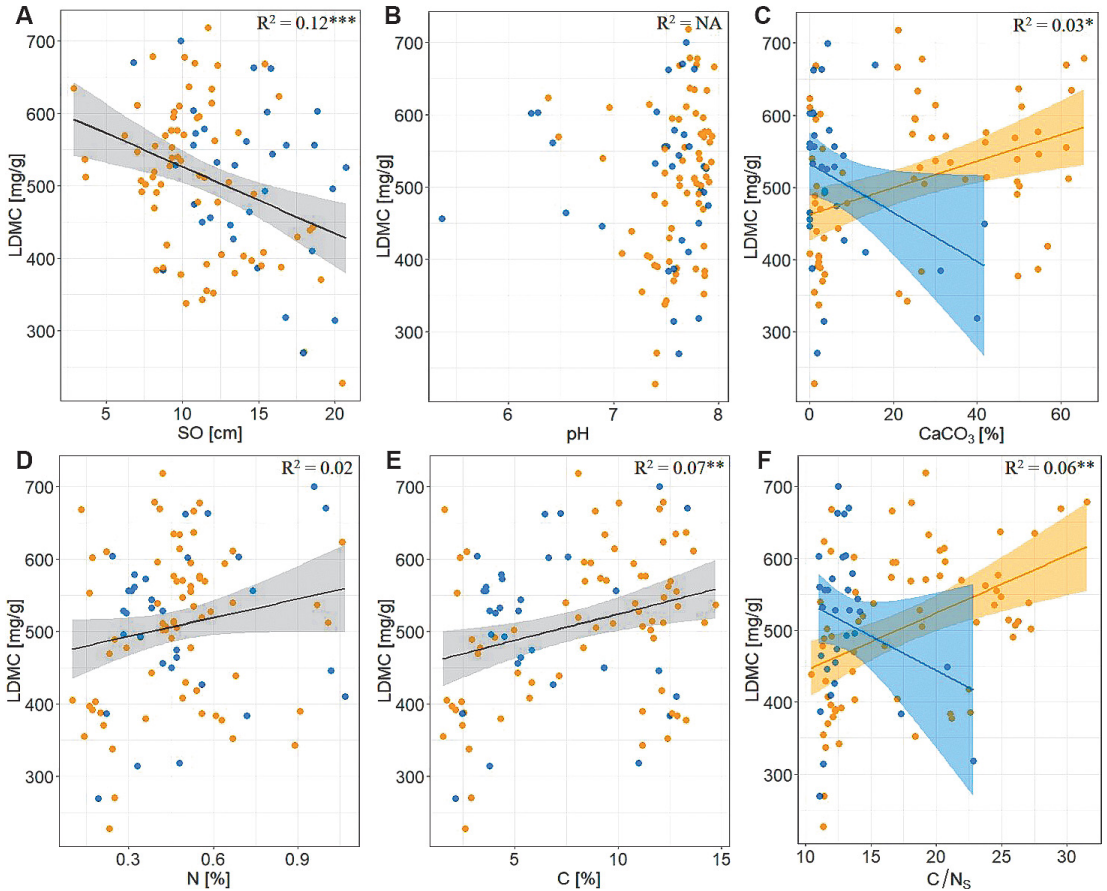 A
R² = 0.12***
700
600
500
400
300
LDMC [mg/g]
5
10
15
20
SO [cm]
B
R² = NA
700
600
500
400
300
LDMC [mg/g]
6
7
8
pH
C
R² = 0.03*
700
600
500
400
300
LDMC [mg/g]
0
20
40
60
CaCO₃ [%]
D
R² = 0.02
700
600
500
400
300
LDMC [mg/g]
0.3
0.6
0.9
N [%]
E
R² = 0.07**
700
600
500
400
300
LDMC [mg/g]
5
10
15
C [%]
F
R² = 0.06**
700
600
500
400
300
LDMC [mg/g]
10
15
20
25
30
C/Nₛ